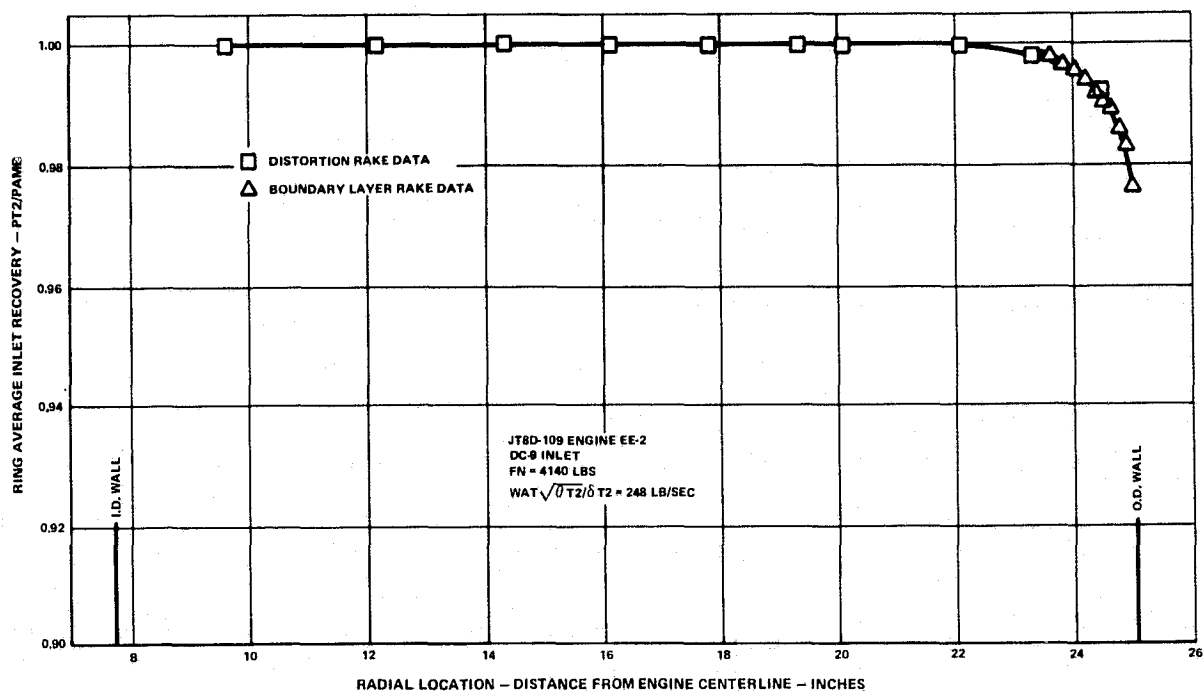 1.00
0.98
0.96
0.94
0.92
0.90
RING AVERAGE INLET RECOVERY – PT2/PAMB
DISTORTION RAKE DATA
BOUNDARY LAYER RAKE DATA
JT8D-109 ENGINE EE-2
DC-9 INLET
FN = 4140 LBS
WAT √θT2/δT2 = 248 LB/SEC
I.D. WALL
O.D. WALL
8 10 12 14 16 18 20 22 24 26
RADIAL LOCATION – DISTANCE FROM ENGINE CENTERLINE – INCHES